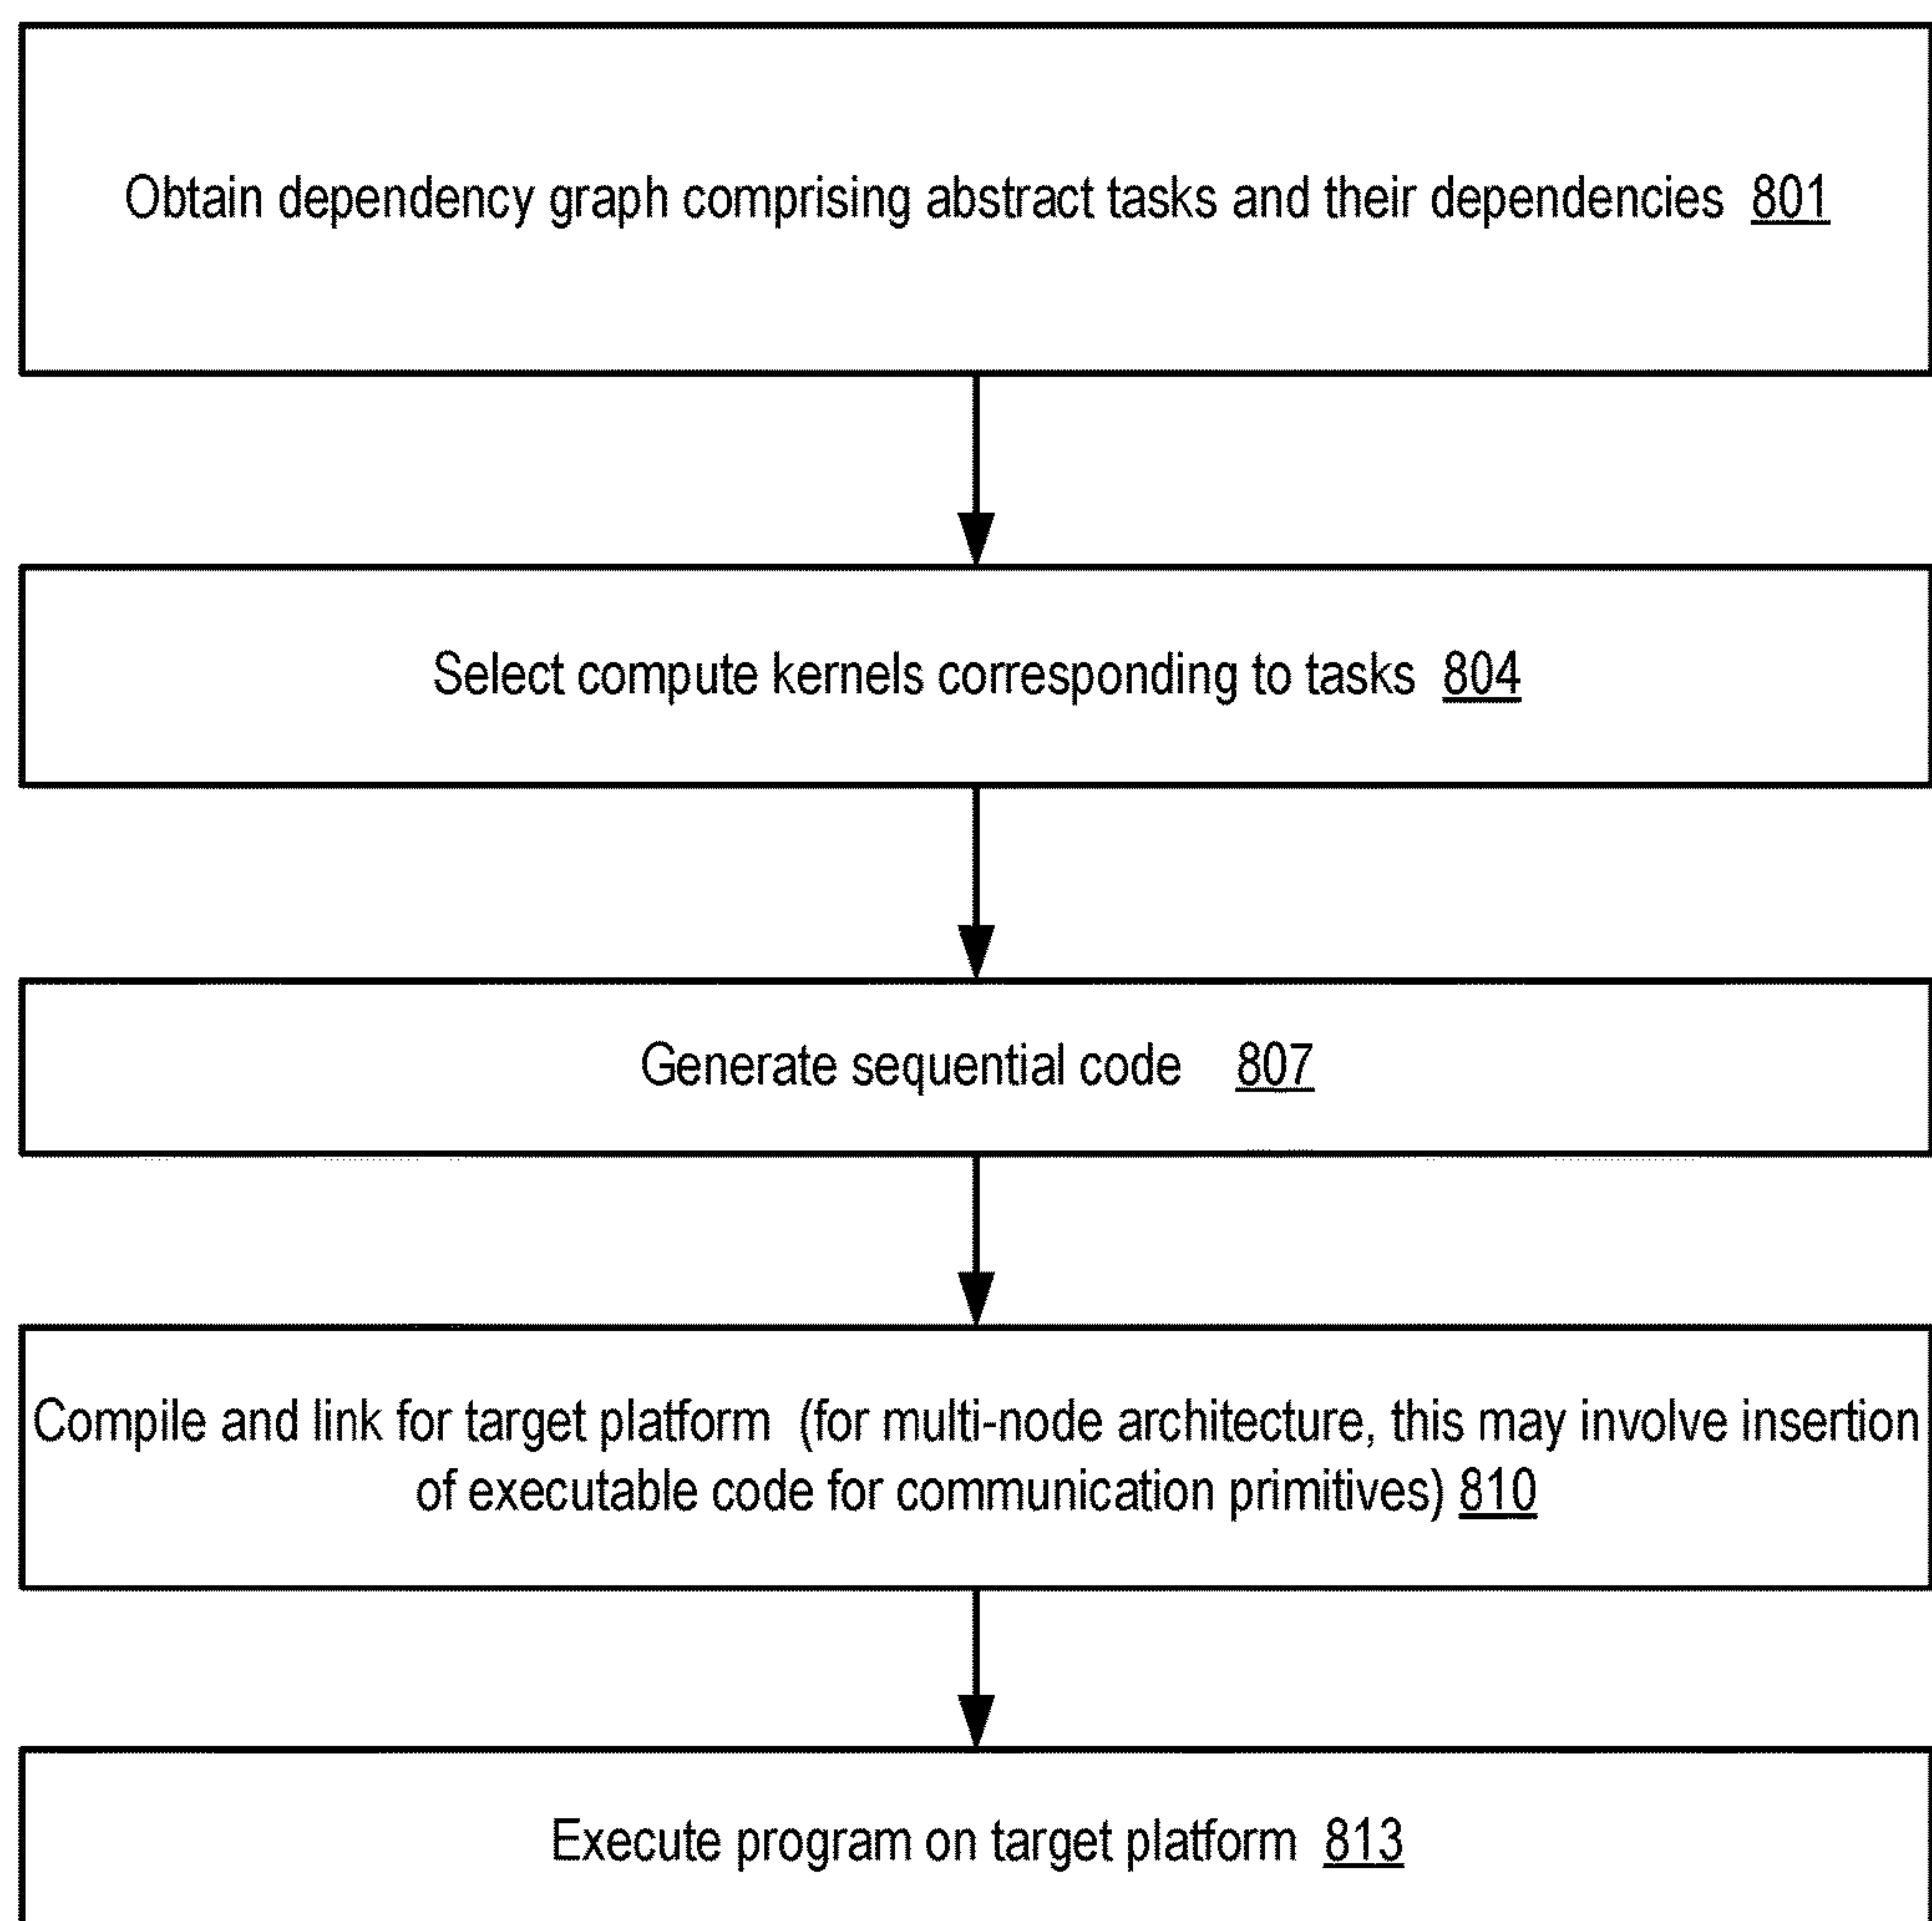 Obtain dependency graph comprising abstract tasks and their dependencies 801
Select compute kernels corresponding to tasks 804
Generate sequential code 807
Compile and link for target platform (for multi-node architecture, this may involve insertion
of executable code for communication primitives) 810
Execute program on target platform 813